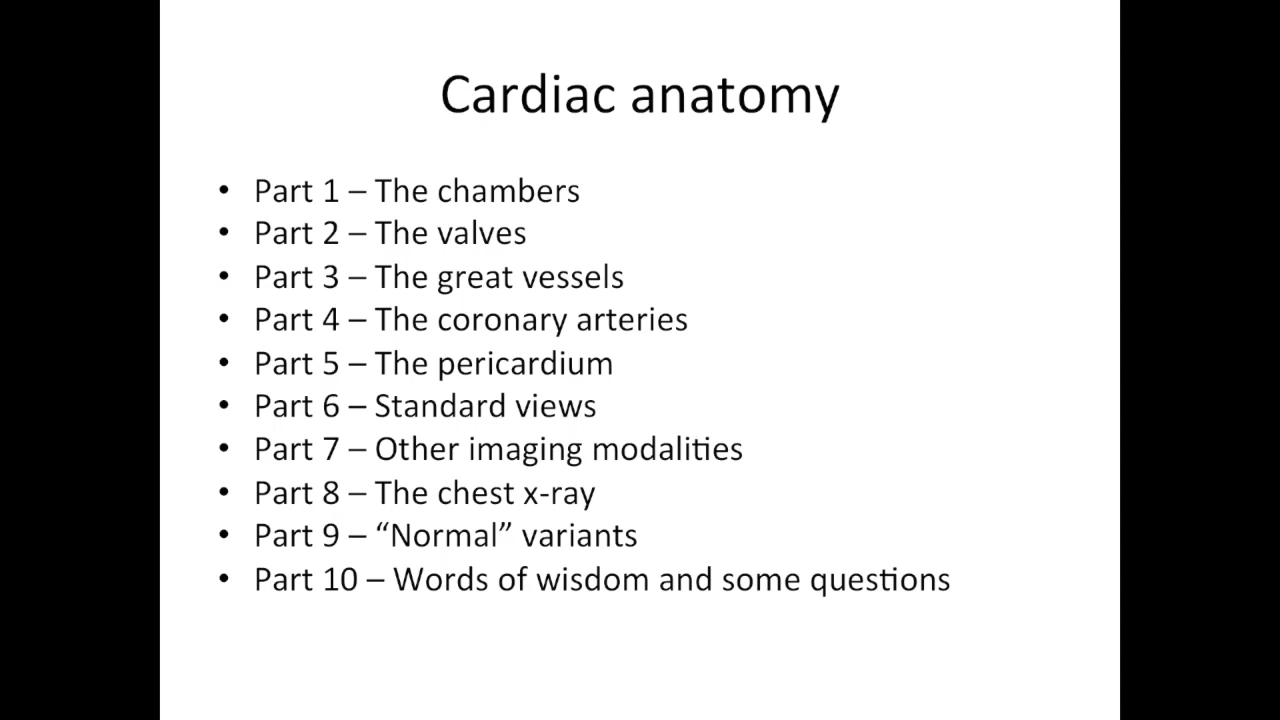 Cardiac anatomy
• Part 1 – The chambers
• Part 2 – The valves
• Part 3 – The great vessels
• Part 4 – The coronary arteries
• Part 5 – The pericardium
• Part 6 – Standard views
• Part 7 – Other imaging modalities
• Part 8 – The chest x-ray
• Part 9 – “Normal” variants
• Part 10 – Words of wisdom and some questions